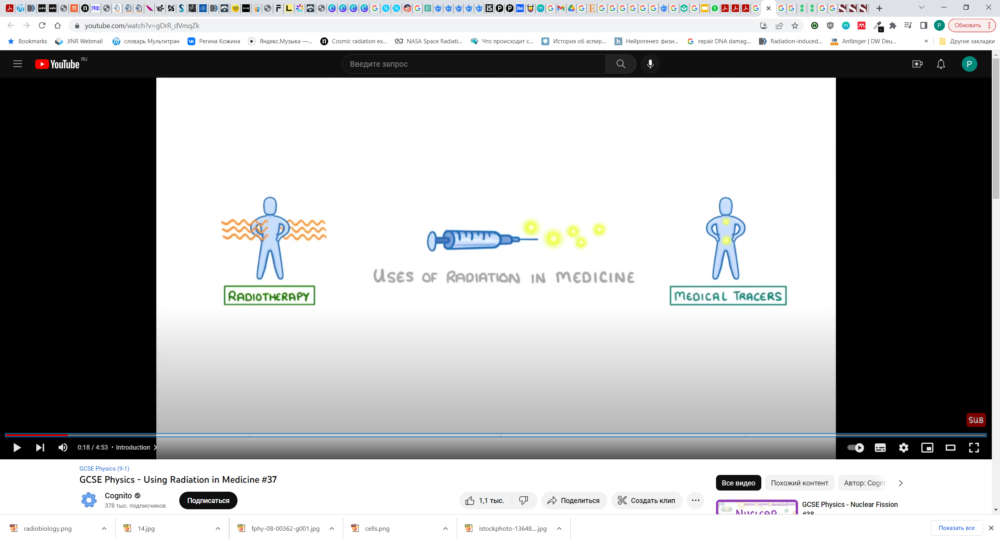 youtube.com/watch?v=gDrR_dVmqZk
Обновить
Bookmarks
JINR Webmail
словарь Мультитран
Регина Кожина
Яндекс.Музыка —...
Cosmic radiation ex...
NASA Space Radiati...
Что происходит с...
История об аспир...
Нейрогенез: физи...
repair DNA damag...
Radiation-induced...
Anfänger | DW Deu...
»
Другие закладки
YouTube RU
Введите запрос
P
USES OF RADIATION IN MEDICINE
RADIOTHERAPY
MEDICAL TRACERS
SUB
0:18 / 4:53 • Introduction
GCSE Physics (9-1)
GCSE Physics - Using Radiation in Medicine #37
Cognito
378 тыс. подписчиков
Подписаться
1,1 тыс.
Поделиться
Создать клип
Все видео
Похожий контент
Автор: Cogni
GCSE Physics - Nuclear Fission
#38
NUCLEAR
radiobiology.png
14.jpg
fphy-08-00362-g001.jpg
cells.png
istockphoto-13648....jpg
Показать все